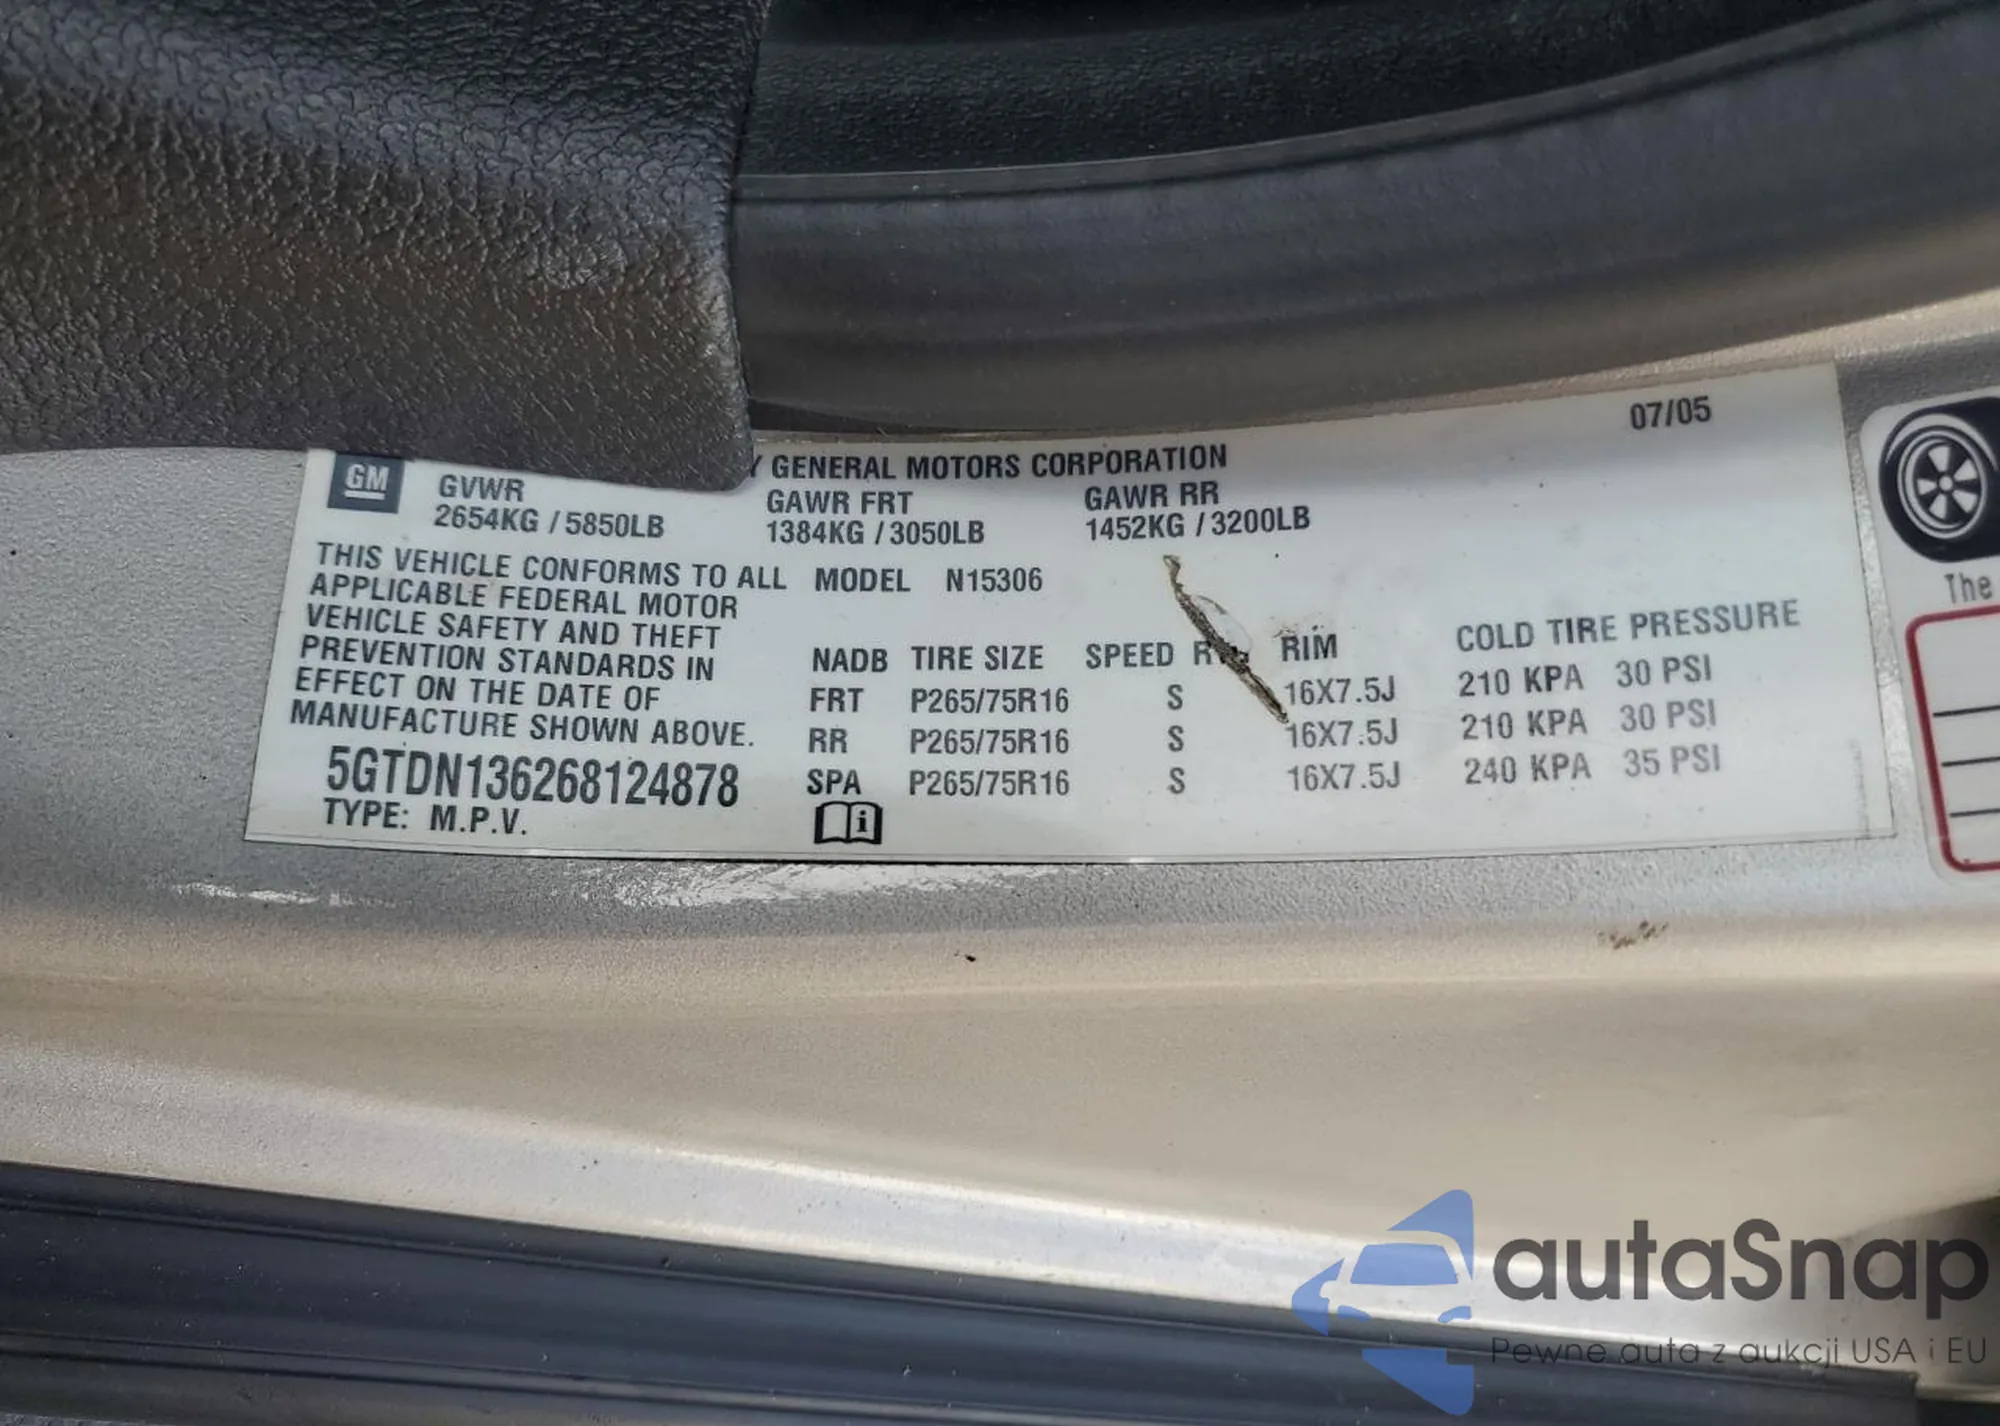 07/05
GENERAL MOTORS CORPORATION
GM
GVWR GAWR FRT GAWR RR
2654KG / 5850LB 1384KG / 3050LB 1452KG / 3200LB
THIS VEHICLE CONFORMS TO ALL
APPLICABLE FEDERAL MOTOR
VEHICLE SAFETY AND THEFT
PREVENTION STANDARDS IN
EFFECT ON THE DATE OF
MANUFACTURE SHOWN ABOVE.
5GTDN136268124878
TYPE: M.P.V.
MODEL N15306
NADB TIRE SIZE SPEED RIM COLD TIRE PRESSURE
FRT P265/75R16 S 16X7.5J 210 KPA 30 PSI
RR P265/75R16 S 16X7.5J 210 KPA 30 PSI
SPA P265/75R16 S 16X7.5J 240 KPA 35 PSI
i
The
autaSnap
Pewne auta z aukcji USA i EU